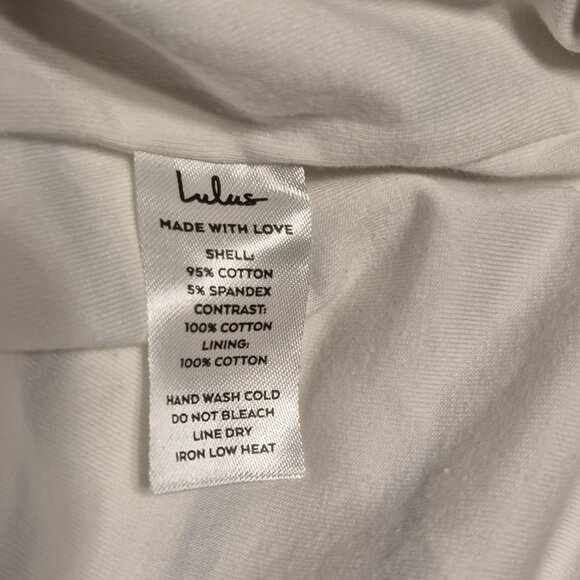 Lulus
MADE WITH LOVE
SHELL:
95% COTTON
5% SPANDEX
CONTRAST:
100% COTTON
LINING:
100% COTTON
HAND WASH COLD
DO NOT BLEACH
LINE DRY
IRON LOW HEAT